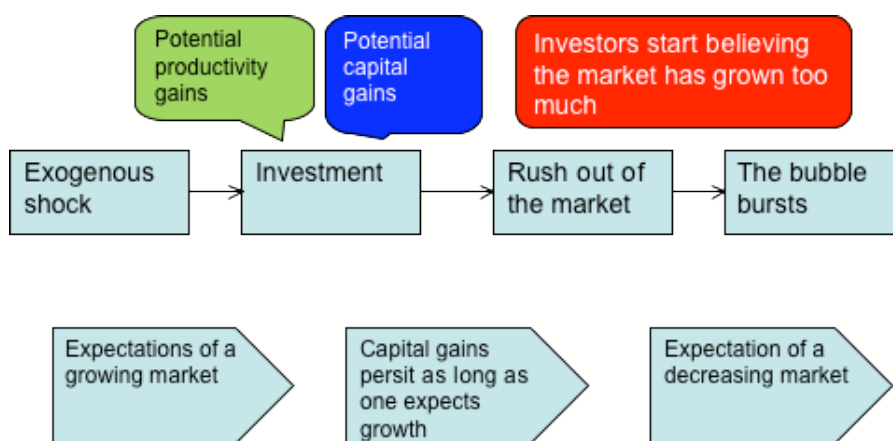 Potential
productivity
gains
Potential
capital
gains
Investors start believing
the market has grown too
much
Exogenous
shock
Investment
Rush out of
the market
The bubble
bursts
Expectations of a
growing market
Capital gains
persit as long as
one expects
growth
Expectation of a
decreasing market